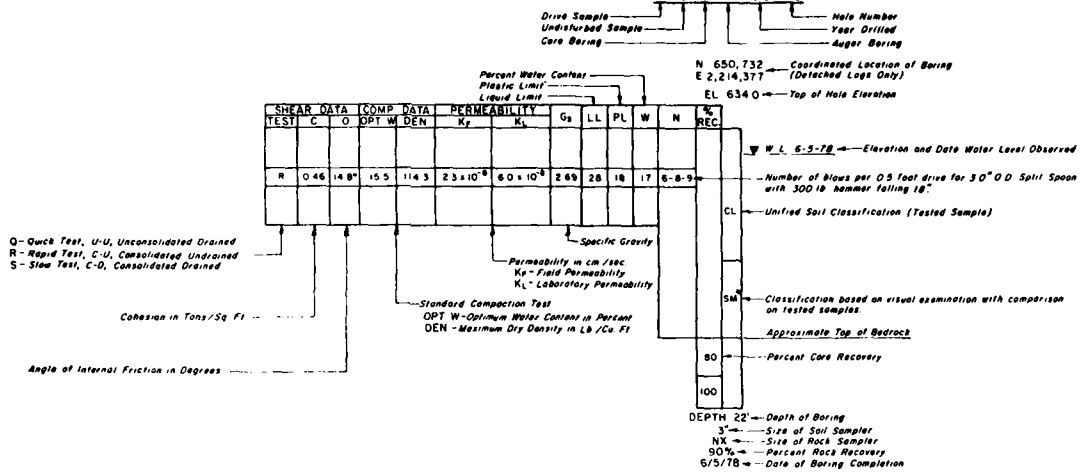 Drive Sample
Undisturbed Sample
Core Boring
Hole Number
Year Drilled
Auger Boring
N 650,732
E 2,214,377
Coordinated Location of Boring
(Detached Logs Only)
EL 634.0
Top of Hole Elevation
Percent Water Content
Plastic Limit
Liquid Limit
SHEAR DATA COMP. DATA PERMEABILITY Gs LL PL W N % REC.
TEST C O OPT W DEN KF KL
W L 6-5-78
Elevation and Date Water Level Observed
R 0.46 14.8° 15.5 114.3 2.69 28 18 17 6-8-9
Number of blows per 0.5 foot drive for 3.0" O.D. Split Spoon
with 300 lb hammer falling 18".
CL
Unified Soil Classification (Tested Sample)
Q - Quick Test, U-U, Unconsolidated Drained
R - Rapid Test, C-U, Consolidated Undrained
S - Slow Test, C-D, Consolidated Drained
Specific Gravity
Permeability in cm/sec.
KF - Field Permeability
KL - Laboratory Permeability
Cohesion in Tons/Sq. Ft.
Standard Compaction Test
OPT W - Optimum Water Content in Percent
DEN - Maximum Dry Density in Lb./Cu. Ft.
SM*
Classification based on visual examination with comparison
on tested samples.
Approximate Top of Bedrock
80
Percent Core Recovery
Angle of Internal Friction in Degrees
100
DEPTH 22'
Depth of Boring
3"
Size of Soil Sampler
NX
Size of Rock Sampler
90%
Percent Rock Recovery
6/5/78
Date of Boring Completion